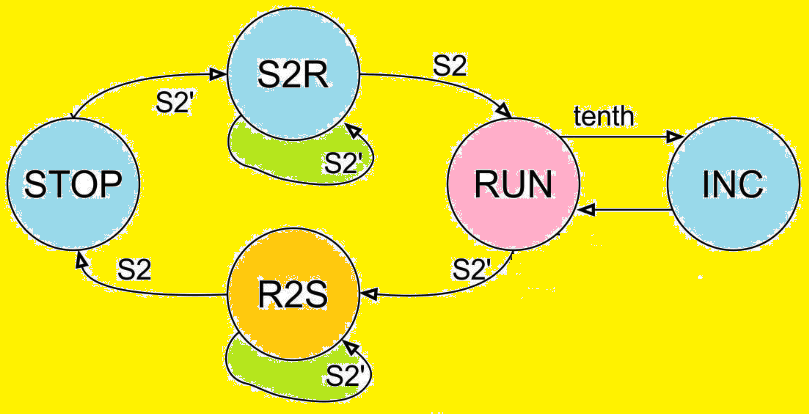 S2R
S2
S2'
tenth
S2'
STOP
RUN
INC
S2
S2'
R2S
S2'